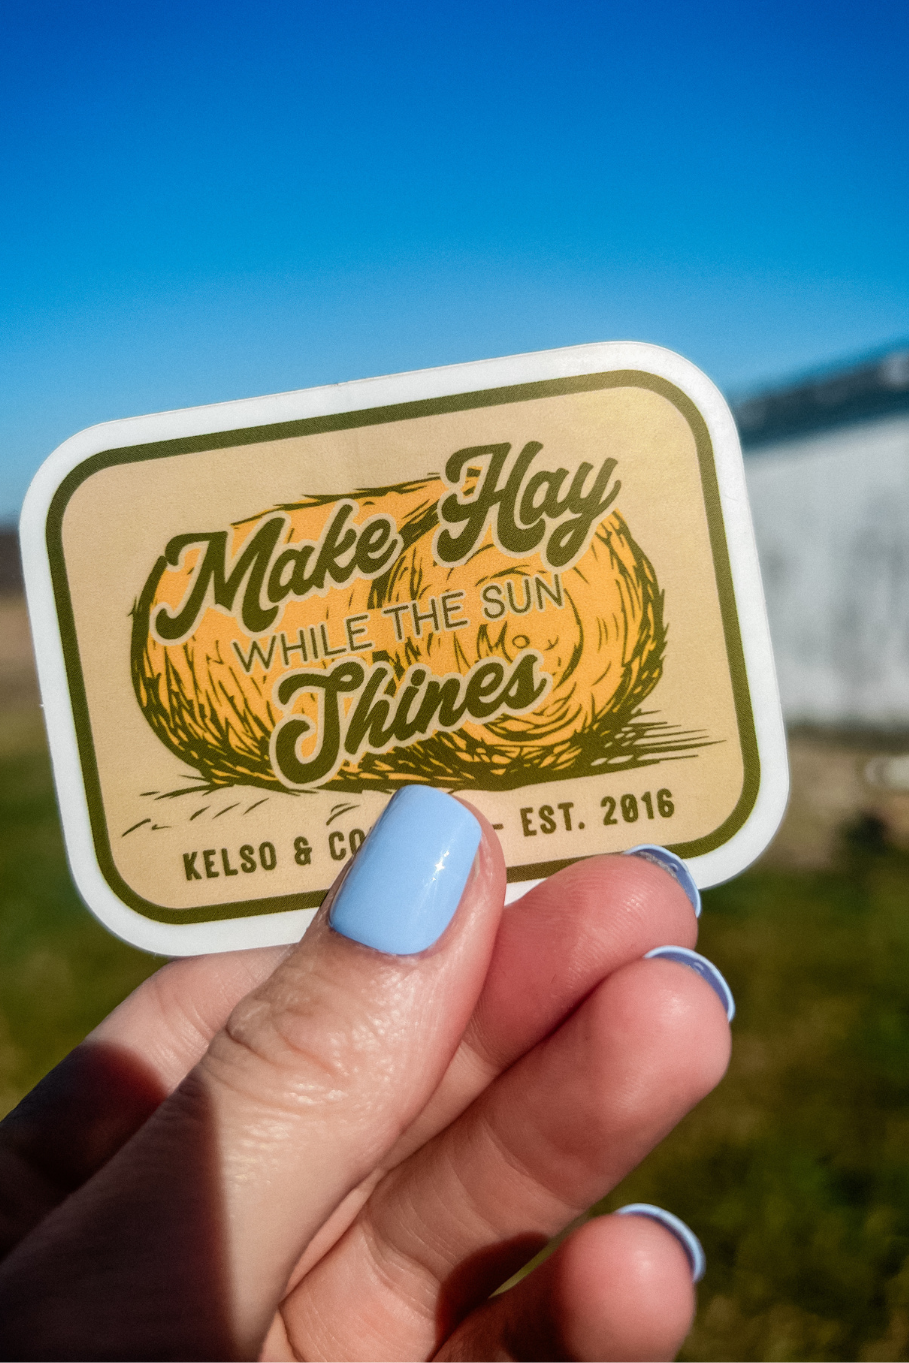 Make Hay
WHILE THE SUN
Shines
KELSO & CO – EST. 2016